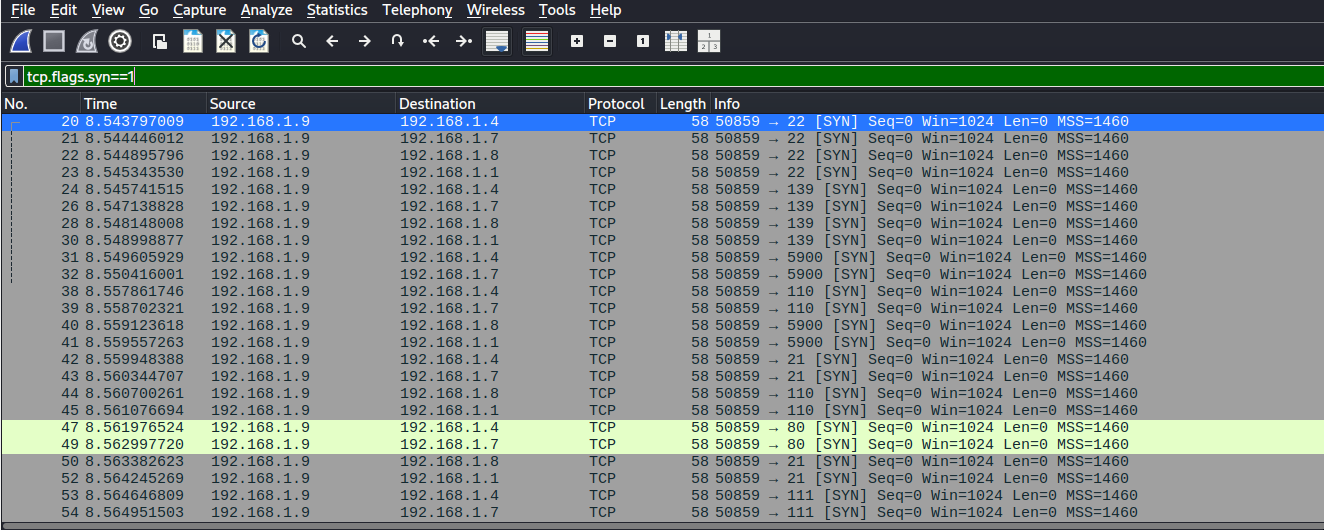 File Edit View Go Capture Analyze Statistics Telephony Wireless Tools Help
tcp.flags.syn==1
No. Time Source Destination Protocol Length Info
20 8.543797009 192.168.1.9 192.168.1.4 TCP 58 50859 → 22 [SYN] Seq=0 Win=1024 Len=0 MSS=1460
21 8.544446012 192.168.1.9 192.168.1.7 TCP 58 50859 → 22 [SYN] Seq=0 Win=1024 Len=0 MSS=1460
22 8.544895796 192.168.1.9 192.168.1.8 TCP 58 50859 → 22 [SYN] Seq=0 Win=1024 Len=0 MSS=1460
23 8.545343530 192.168.1.9 192.168.1.1 TCP 58 50859 → 22 [SYN] Seq=0 Win=1024 Len=0 MSS=1460
24 8.545741515 192.168.1.9 192.168.1.4 TCP 58 50859 → 139 [SYN] Seq=0 Win=1024 Len=0 MSS=1460
26 8.547138828 192.168.1.9 192.168.1.7 TCP 58 50859 → 139 [SYN] Seq=0 Win=1024 Len=0 MSS=1460
28 8.548148008 192.168.1.9 192.168.1.8 TCP 58 50859 → 139 [SYN] Seq=0 Win=1024 Len=0 MSS=1460
30 8.548998877 192.168.1.9 192.168.1.1 TCP 58 50859 → 139 [SYN] Seq=0 Win=1024 Len=0 MSS=1460
31 8.549605929 192.168.1.9 192.168.1.4 TCP 58 50859 → 5900 [SYN] Seq=0 Win=1024 Len=0 MSS=1460
32 8.550416001 192.168.1.9 192.168.1.7 TCP 58 50859 → 5900 [SYN] Seq=0 Win=1024 Len=0 MSS=1460
38 8.557861746 192.168.1.9 192.168.1.4 TCP 58 50859 → 110 [SYN] Seq=0 Win=1024 Len=0 MSS=1460
39 8.558702321 192.168.1.9 192.168.1.7 TCP 58 50859 → 110 [SYN] Seq=0 Win=1024 Len=0 MSS=1460
40 8.559123618 192.168.1.9 192.168.1.8 TCP 58 50859 → 5900 [SYN] Seq=0 Win=1024 Len=0 MSS=1460
41 8.559557263 192.168.1.9 192.168.1.1 TCP 58 50859 → 5900 [SYN] Seq=0 Win=1024 Len=0 MSS=1460
42 8.559948388 192.168.1.9 192.168.1.4 TCP 58 50859 → 21 [SYN] Seq=0 Win=1024 Len=0 MSS=1460
43 8.560344707 192.168.1.9 192.168.1.7 TCP 58 50859 → 21 [SYN] Seq=0 Win=1024 Len=0 MSS=1460
44 8.560700261 192.168.1.9 192.168.1.8 TCP 58 50859 → 110 [SYN] Seq=0 Win=1024 Len=0 MSS=1460
45 8.561076694 192.168.1.9 192.168.1.1 TCP 58 50859 → 110 [SYN] Seq=0 Win=1024 Len=0 MSS=1460
47 8.561976524 192.168.1.9 192.168.1.4 TCP 58 50859 → 80 [SYN] Seq=0 Win=1024 Len=0 MSS=1460
49 8.562997720 192.168.1.9 192.168.1.7 TCP 58 50859 → 80 [SYN] Seq=0 Win=1024 Len=0 MSS=1460
50 8.563382623 192.168.1.9 192.168.1.8 TCP 58 50859 → 21 [SYN] Seq=0 Win=1024 Len=0 MSS=1460
52 8.564245269 192.168.1.9 192.168.1.1 TCP 58 50859 → 21 [SYN] Seq=0 Win=1024 Len=0 MSS=1460
53 8.564646809 192.168.1.9 192.168.1.4 TCP 58 50859 → 111 [SYN] Seq=0 Win=1024 Len=0 MSS=1460
54 8.564951503 192.168.1.9 192.168.1.7 TCP 58 50859 → 111 [SYN] Seq=0 Win=1024 Len=0 MSS=1460